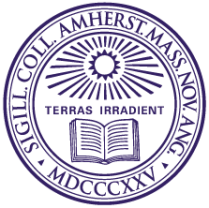 SIGILL. COLL. AMHERST. MASS. NOV. ANG.
TERRAS IRRADIENT
MDCCCXXV